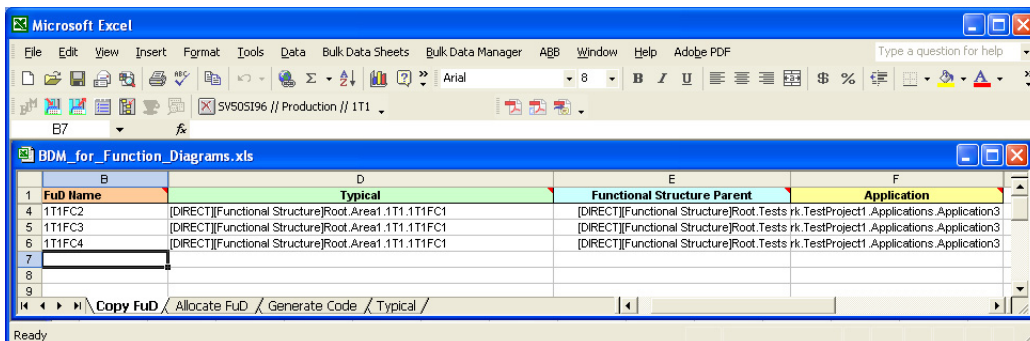 Microsoft Excel
File Edit View Insert Format Tools Data Bulk Data Sheets Bulk Data Manager ABB Window Help Adobe PDF Type a question for help
Arial 8 B I U $ %
SV50SI96 // Production // 1T1
B7 fx
BDM_for_Function_Diagrams.xls
B D E F
1 FuD Name Typical Functional Structure Parent Application
4 1T1FC2 [DIRECT][Functional Structure]Root.Area1.1T1.1T1FC1 [DIRECT][Functional Structure]Root.Tests rk.TestProject1.Applications.Application3
5 1T1FC3 [DIRECT][Functional Structure]Root.Area1.1T1.1T1FC1 [DIRECT][Functional Structure]Root.Tests rk.TestProject1.Applications.Application3
6 1T1FC4 [DIRECT][Functional Structure]Root.Area1.1T1.1T1FC1 [DIRECT][Functional Structure]Root.Tests rk.TestProject1.Applications.Application3
7
8
9
Copy FuD / Allocate FuD / Generate Code / Typical /
Ready